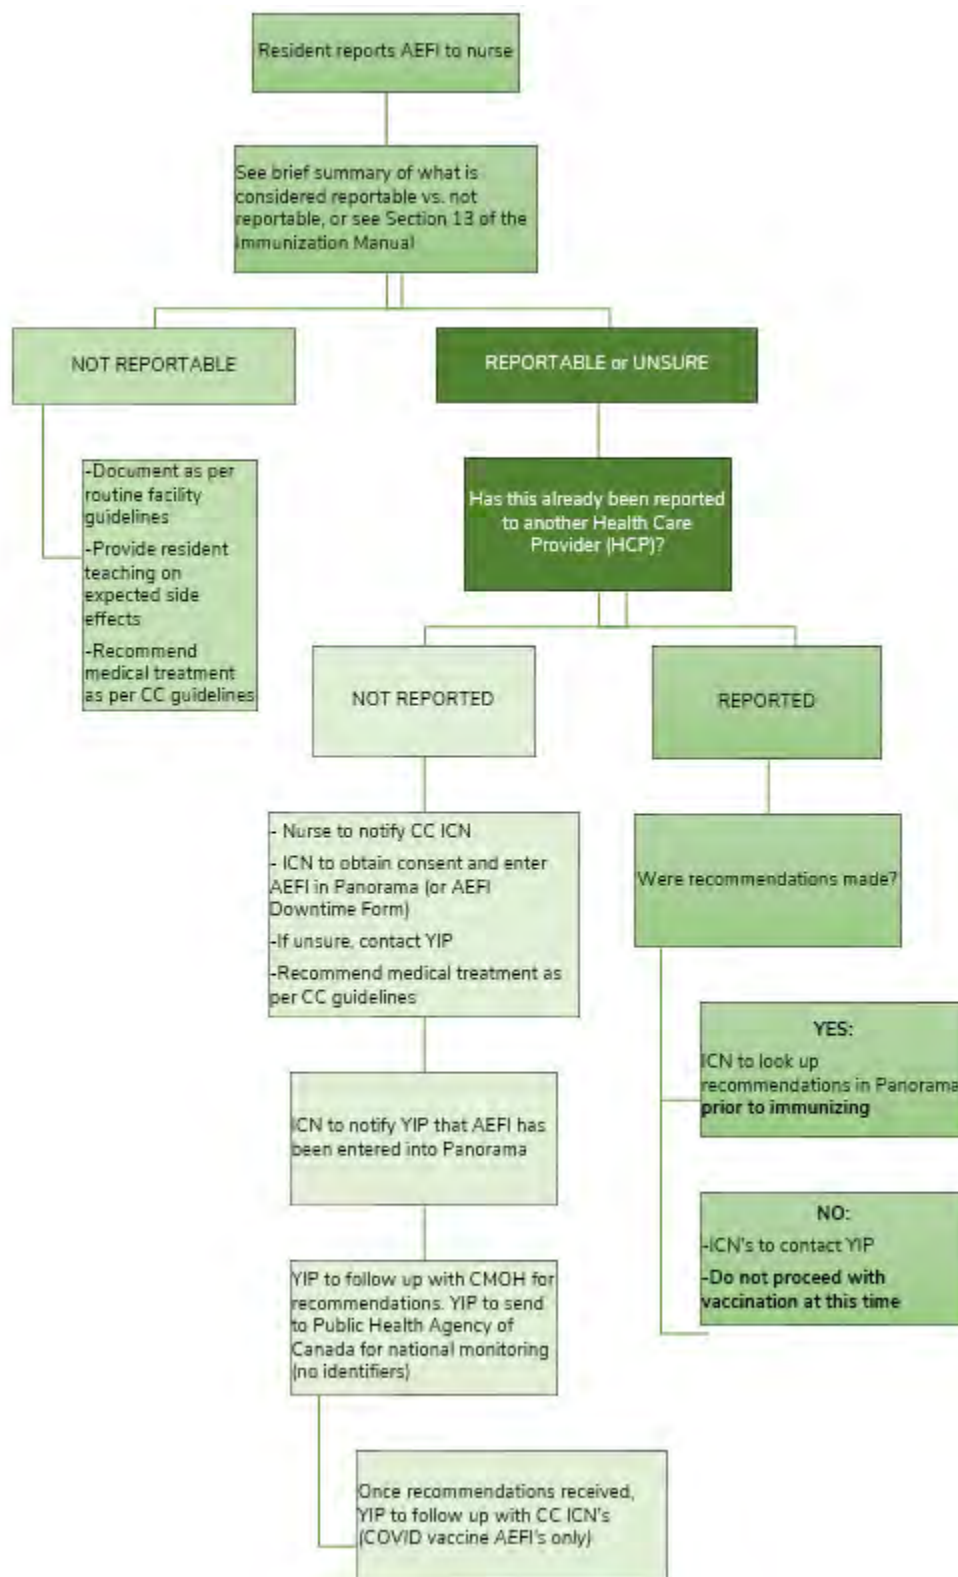 Resident reports AEFI to nurse
See brief summary of what is
considered reportable vs. not
reportable, or see Section 13 of the
Immunization Manual
NOT REPORTABLE
REPORTABLE or UNSURE
-Document as per
routine facility
guidelines
-Provide resident
teaching on
expected side
effects
-Recommend
medical treatment
as per CC guidelines
Has this already been reported
to another Health Care
Provider (HCP)?
NOT REPORTED
REPORTED
- Nurse to notify CC ICN
- ICN to obtain consent and enter
AEFI in Panorama (or AEFI
Downtime Form)
-If unsure, contact YIP
-Recommend medical treatment as
per CC guidelines
Were recommendations made?
YES:
ICN to look up
recommendations in Panorama
prior to immunizing
ICN to notify YIP that AEFI has
been entered into Panorama
NO:
-ICN's to contact YIP
-Do not proceed with
vaccination at this time
YIP to follow up with CMOH for
recommendations. YIP to send
to Public Health Agency of
Canada for national monitoring
(no identifiers)
Once recommendations received,
YIP to follow up with CC ICN's
(COVID vaccine AEFI's only)